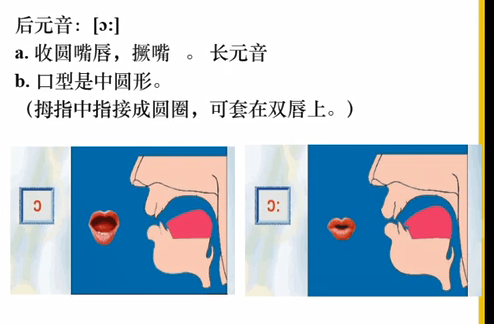 后元音：[ɔ:]
a. 收圆嘴唇，撅嘴 。 长元音
b. 口型是中圆形。
（拇指中指接成圆圈，可套在双唇上。）
ɔ
ɔ: